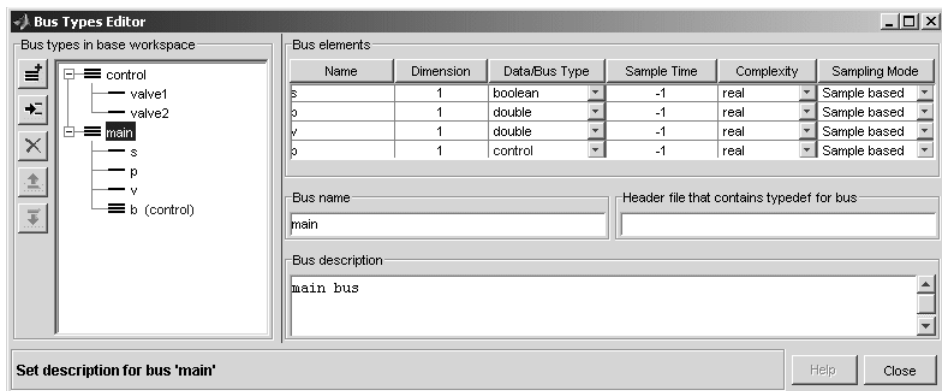 Bus Types Editor
Bus types in base workspace
control
valve1
valve2
main
s
p
v
b (control)
Bus elements
Name Dimension Data/Bus Type Sample Time Complexity Sampling Mode
s 1 boolean -1 real Sample based
p 1 double -1 real Sample based
v 1 double -1 real Sample based
b 1 control -1 real Sample based
Bus name
main
Header file that contains typedef for bus
Bus description
main bus
Set description for bus 'main'
Help Close